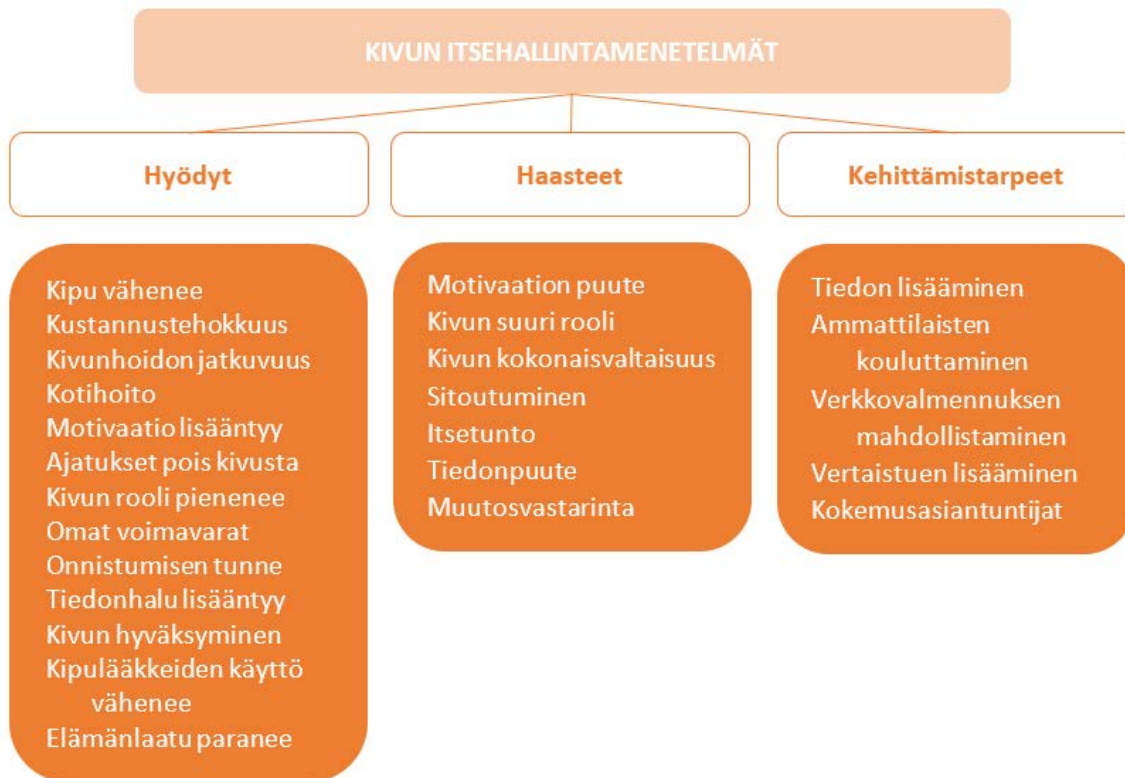 KIVUN ITSEHALLINTAMENETELMÄT
Hyödyt
Haasteet
Kehittämistarpeet
Kipu vähenee
Kustannustehokkuus
Kivunhoidon jatkuvuus
Kotihoito
Motivaatio lisääntyy
Ajatukset pois kivusta
Kivun rooli pienenee
Omat voimavarat
Onnistumisen tunne
Tiedonhalu lisääntyy
Kivun hyväksyminen
Kipulääkkeiden käyttö
vähenee
Elämänlaatu paranee
Motivaation puute
Kivun suuri rooli
Kivun kokonaisvaltaisuus
Sitoutuminen
Itsetunto
Tiedonpuute
Muutosvastarinta
Tiedon lisääminen
Ammattilaisten
kouluttaminen
Verkkovalmennuksen
mahdollistaminen
Vertaistuen lisääminen
Kokemusasiantuntijat